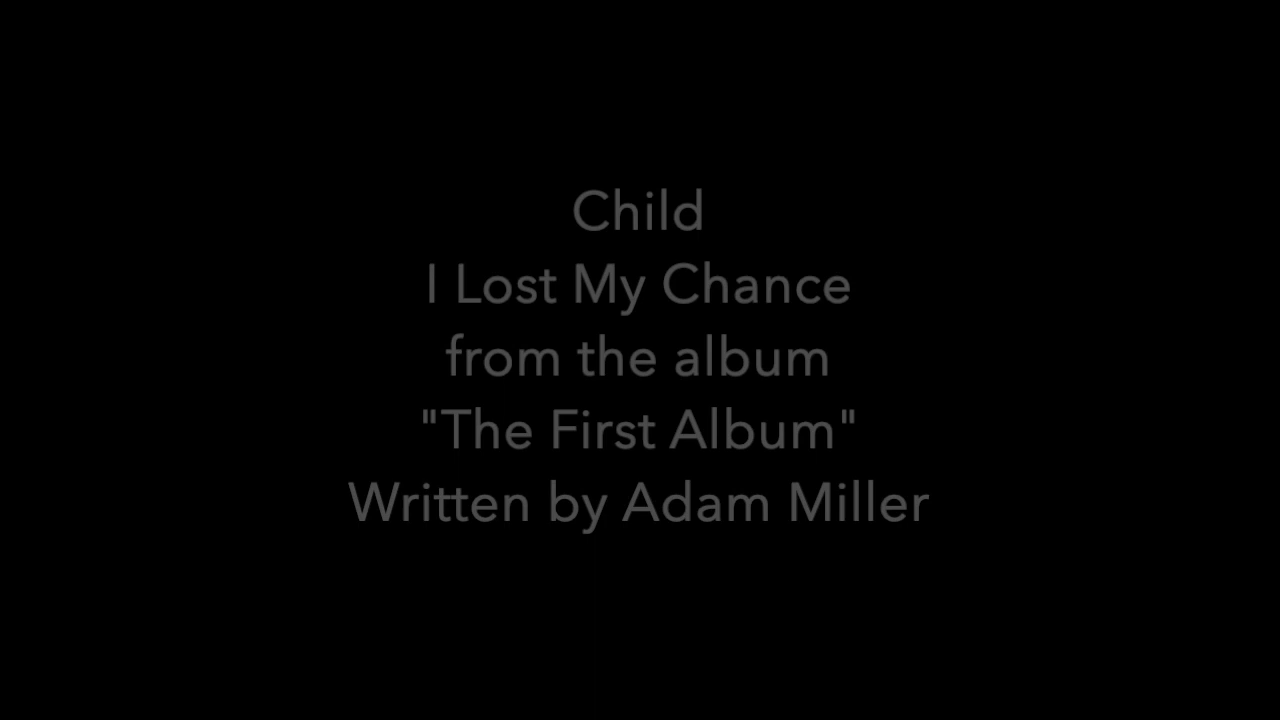 Child
I Lost My Chance
from the album
"The First Album"
Written by Adam Miller